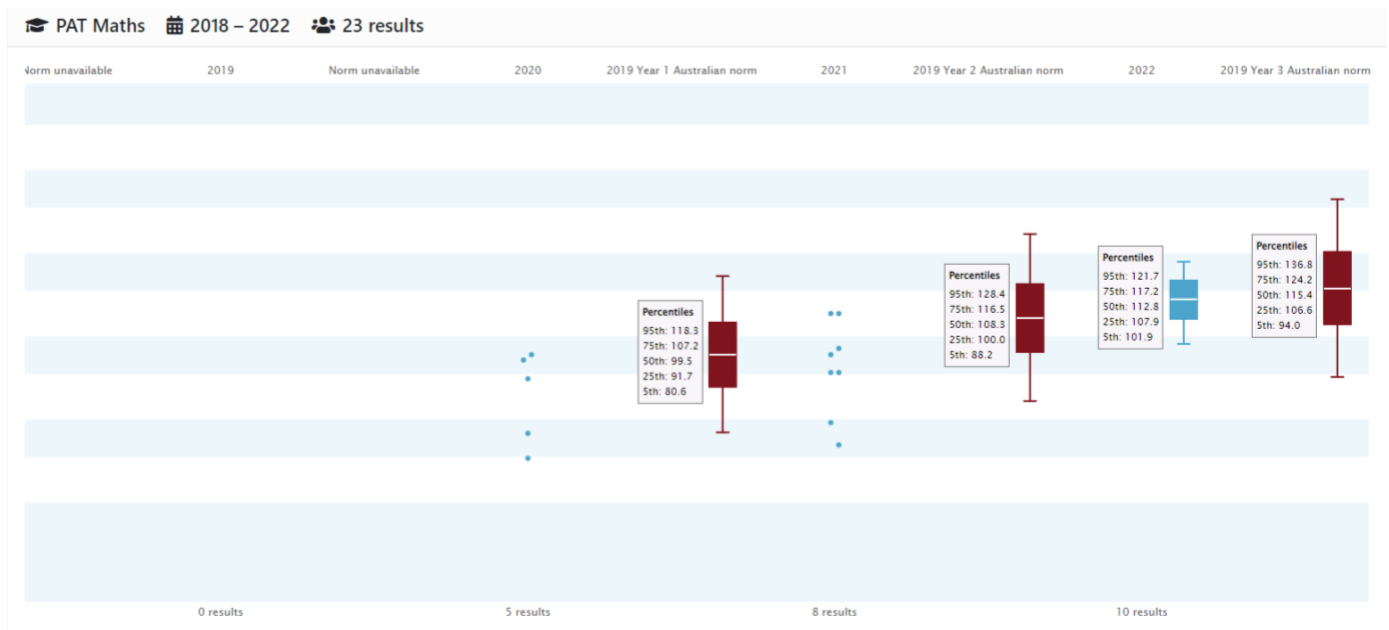 PAT Maths 2018 – 2022 23 results
Norm unavailable 2019 Norm unavailable 2020 2019 Year 1 Australian norm 2021 2019 Year 2 Australian norm 2022 2019 Year 3 Australian norm
Percentiles
95th: 118.3
75th: 107.2
50th: 99.5
25th: 91.7
5th: 80.6
Percentiles
95th: 128.4
75th: 116.5
50th: 108.3
25th: 100.0
5th: 88.2
Percentiles
95th: 121.7
75th: 117.2
50th: 112.8
25th: 107.9
5th: 101.9
Percentiles
95th: 136.8
75th: 124.2
50th: 115.4
25th: 106.6
5th: 94.0
0 results 5 results 8 results 10 results